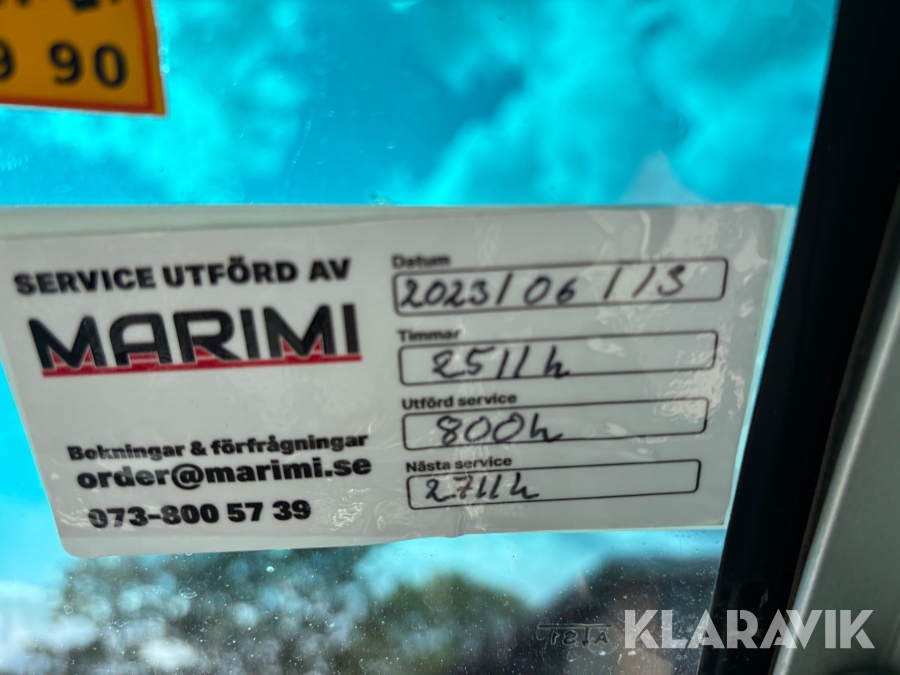 9 90
SERVICE UTFÖRD AV
MARIMI
Bokningar & förfrågningar
order@marimi.se
073-800 57 39
Datum
2023/06/13
Timmar
2511h
Utförd service
800h
Nästa service
2711h
KLARAVIK